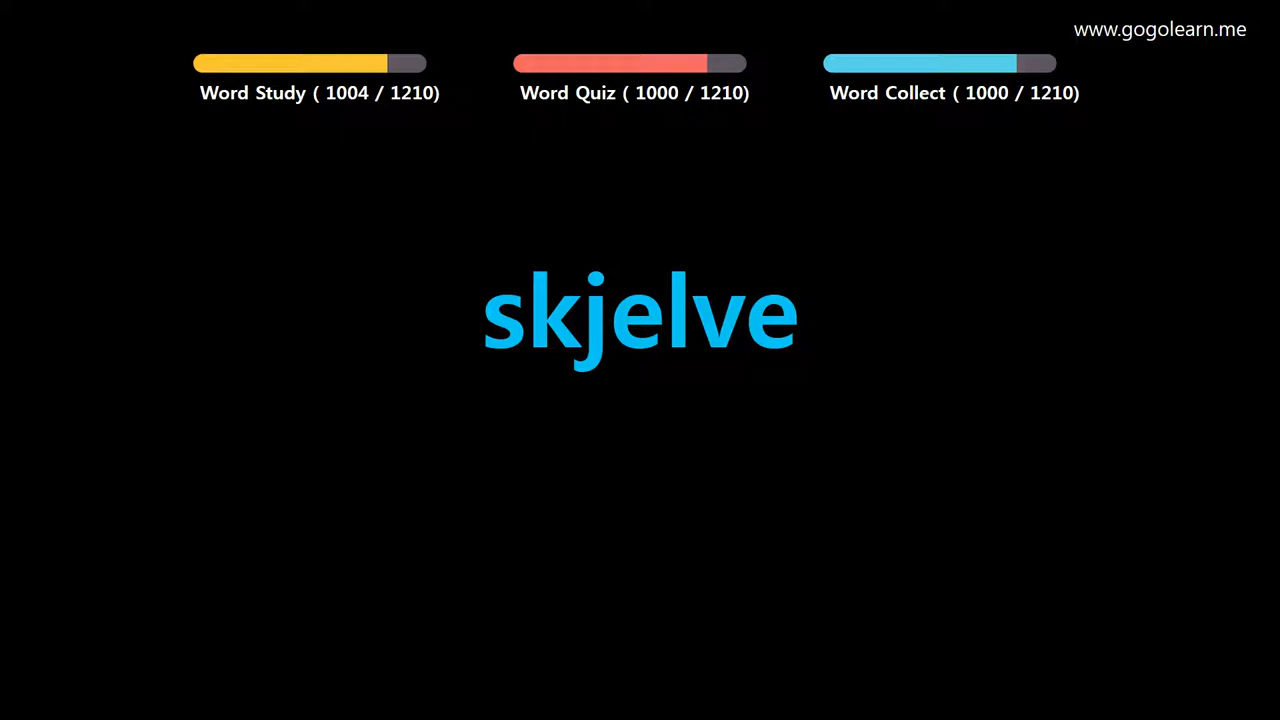 www.gogolearn.me
Word Study ( 1004 / 1210)
Word Quiz ( 1000 / 1210)
Word Collect ( 1000 / 1210)
skjelve